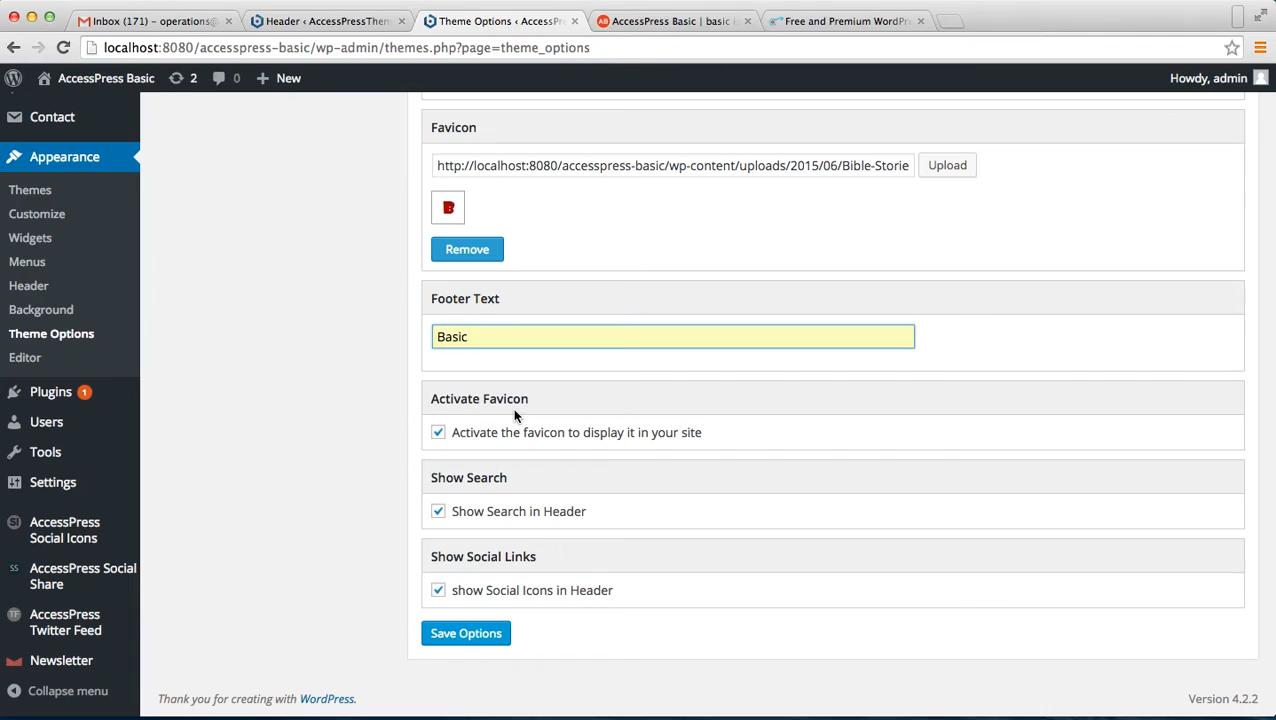 Inbox (171) – operations@
Header ‹ AccessPressThem
Theme Options ‹ AccessPr
AccessPress Basic | basic is
Free and Premium WordPr
localhost:8080/accesspress-basic/wp-admin/themes.php?page=theme_options
AccessPress Basic
2
0
New
Howdy, admin
Contact
Appearance
Themes
Customize
Widgets
Menus
Header
Background
Theme Options
Editor
Plugins 1
Users
Tools
Settings
AccessPress
Social Icons
AccessPress Social
Share
AccessPress
Twitter Feed
Newsletter
Collapse menu
Favicon
http://localhost:8080/accesspress-basic/wp-content/uploads/2015/06/Bible-Storie
Upload
B
Remove
Footer Text
Basic
Activate Favicon
Activate the favicon to display it in your site
Show Search
Show Search in Header
Show Social Links
show Social Icons in Header
Save Options
Thank you for creating with WordPress.
Version 4.2.2